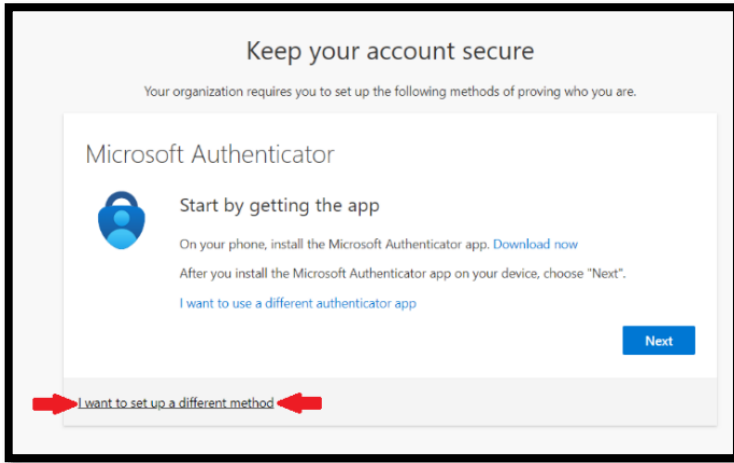 Keep your account secure
Your organization requires you to set up the following methods of proving who you are.
Microsoft Authenticator
Start by getting the app
On your phone, install the Microsoft Authenticator app. Download now
After you install the Microsoft Authenticator app on your device, choose "Next".
I want to use a different authenticator app
Next
I want to set up a different method